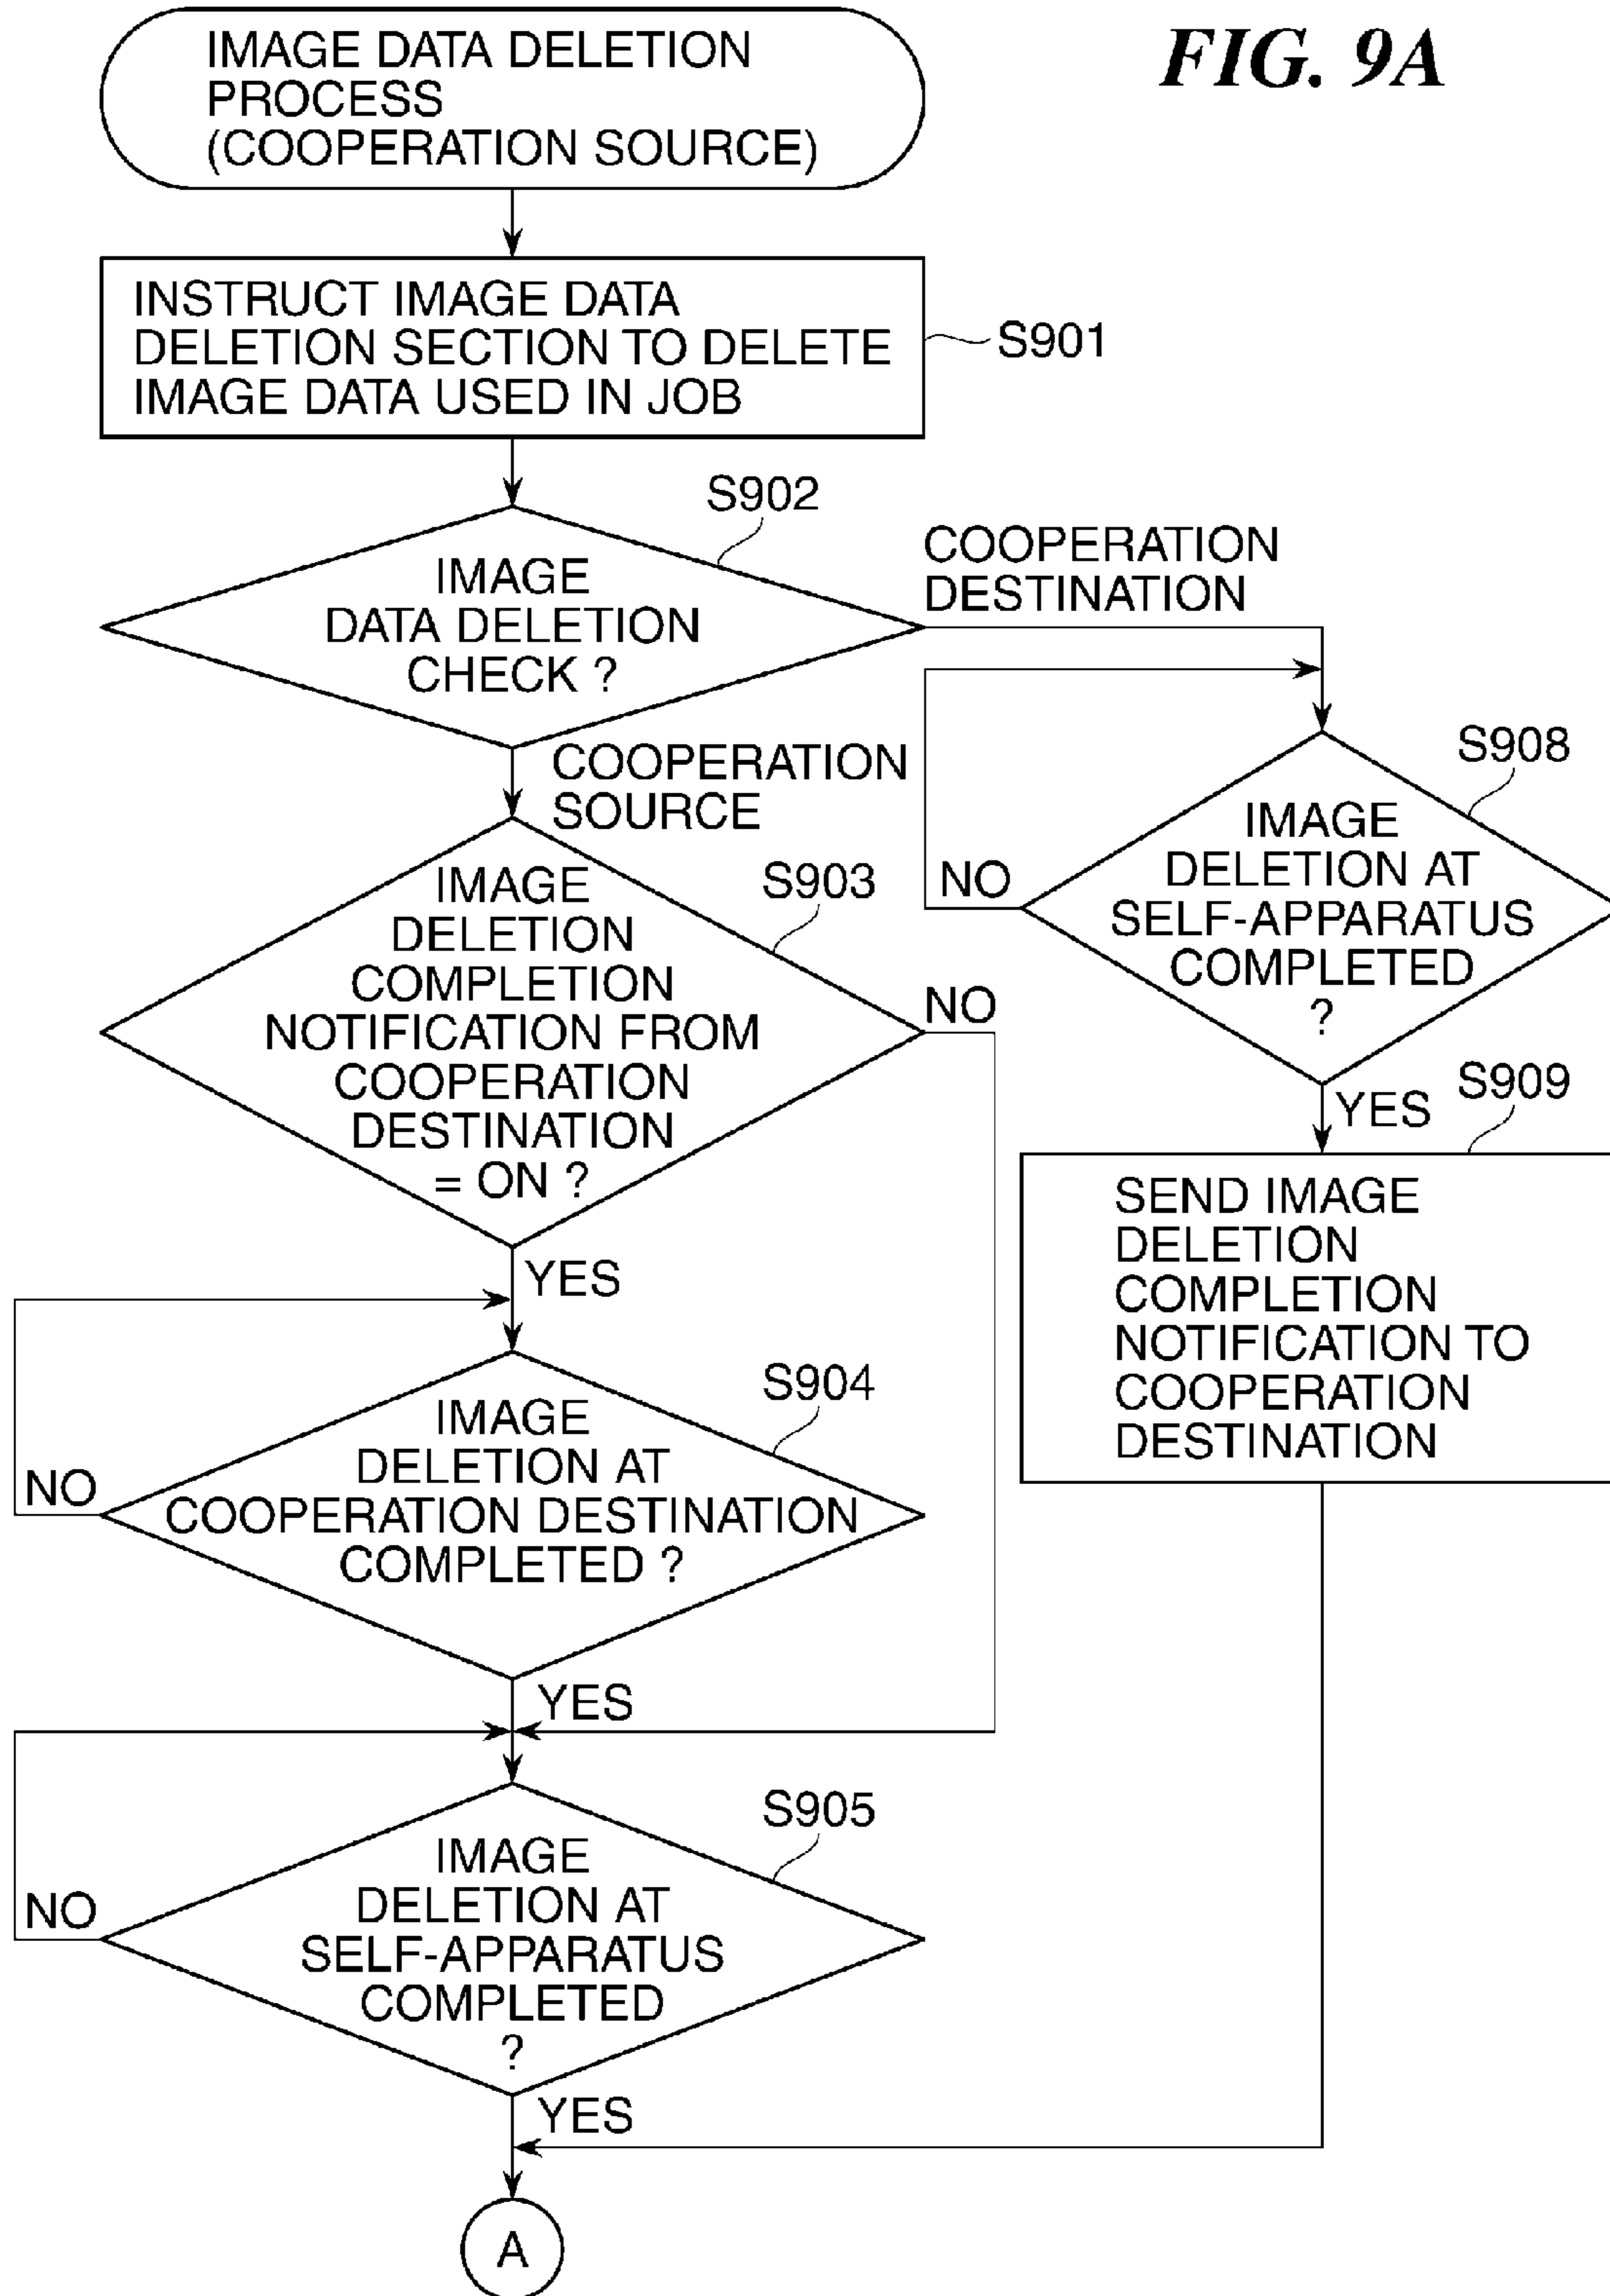 FIG. 9A
IMAGE DATA DELETION
PROCESS
(COOPERATION SOURCE)
INSTRUCT IMAGE DATA
DELETION SECTION TO DELETE
IMAGE DATA USED IN JOB
S901
S902
IMAGE
DATA DELETION
CHECK ?
COOPERATION
DESTINATION
COOPERATION
SOURCE
S903
IMAGE
DELETION
COMPLETION
NOTIFICATION FROM
COOPERATION
DESTINATION
= ON ?
NO
YES
S904
IMAGE
DELETION AT
COOPERATION DESTINATION
COMPLETED ?
NO
YES
S905
IMAGE
DELETION AT
SELF-APPARATUS
COMPLETED
?
NO
YES
S908
IMAGE
DELETION AT
SELF-APPARATUS
COMPLETED
?
NO
YES
S909
SEND IMAGE
DELETION
COMPLETION
NOTIFICATION TO
COOPERATION
DESTINATION
A